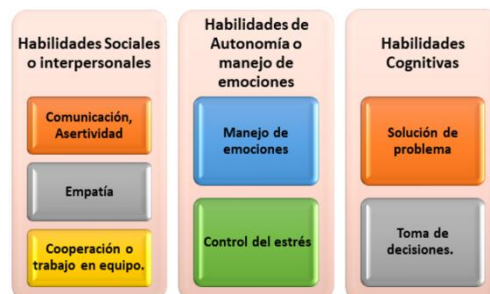 Habilidades Sociales
o interpersonales
Comunicación,
Asertividad
Empatía
Cooperación o
trabajo en equipo.
Habilidades de
Autonomía o
manejo de
emociones
Manejo de
emociones
Control del estrés
Habilidades
Cognitivas
Solución de
problema
Toma de
decisiones.